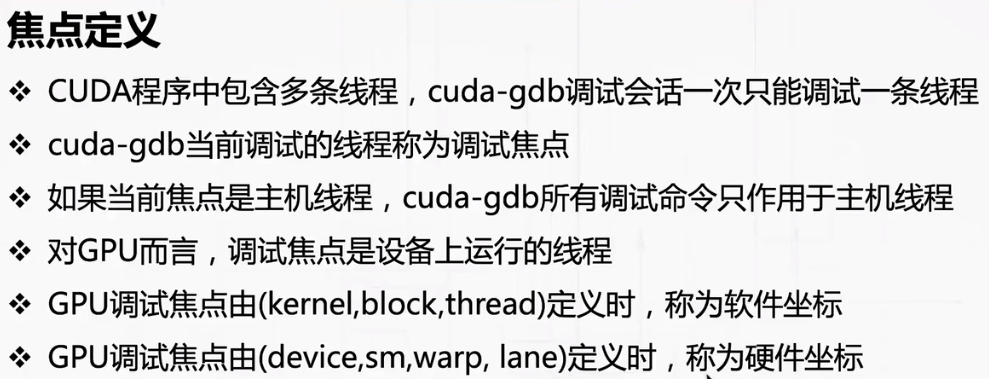 焦点定义
❖ CUDA程序中包含多条线程，cuda-gdb调试会话一次只能调试一条线程
❖ cuda-gdb当前调试的线程称为调试焦点
❖ 如果当前焦点是主机线程，cuda-gdb所有调试命令只作用于主机线程
❖ 对GPU而言，调试焦点是设备上运行的线程
❖ GPU调试焦点由(kernel,block,thread)定义时，称为软件坐标
❖ GPU调试焦点由(device,sm,warp, lane)定义时，称为硬件坐标